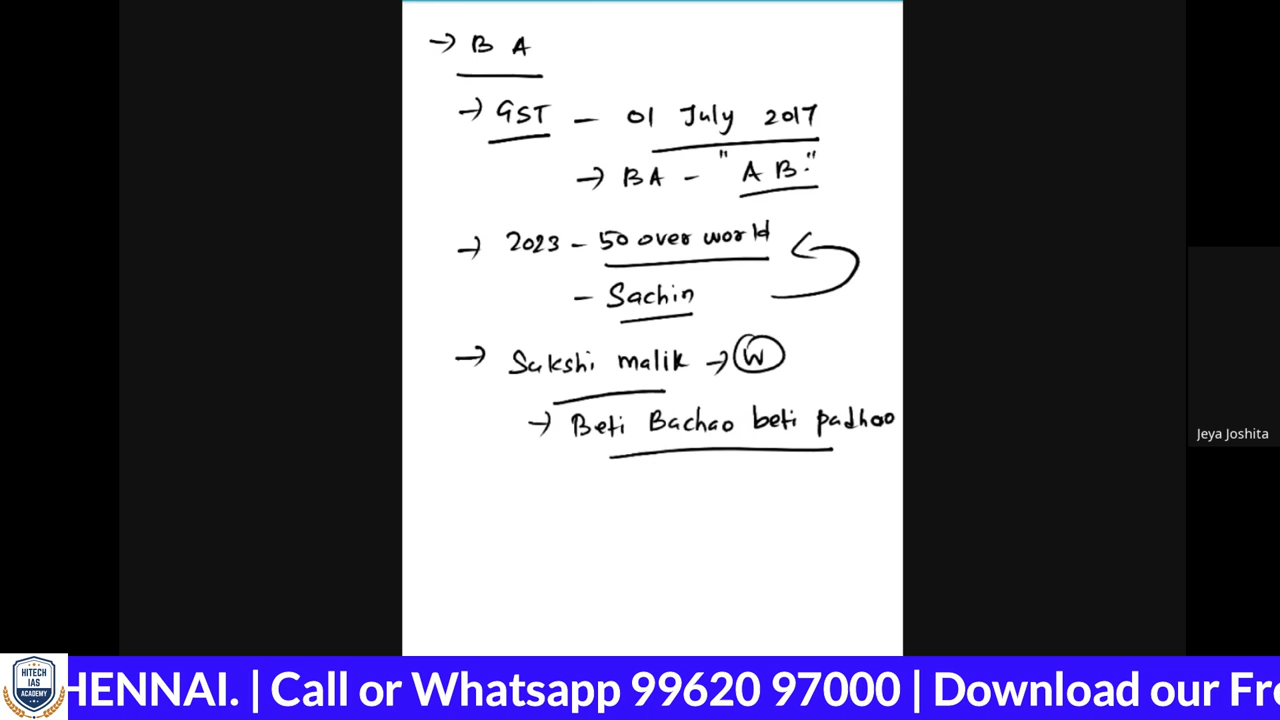 → B A
→ GST - 01 July 2017
→ BA - "A B."
→ 2023 - 50 over world
- Sachin
→ Sakshi malik → W
→ Beti Bachao beti padhao
Jeya Joshita
HITECH
IAS
ACADEMY
HENNAI. | Call or Whatsapp 99620 97000 | Download our Fre